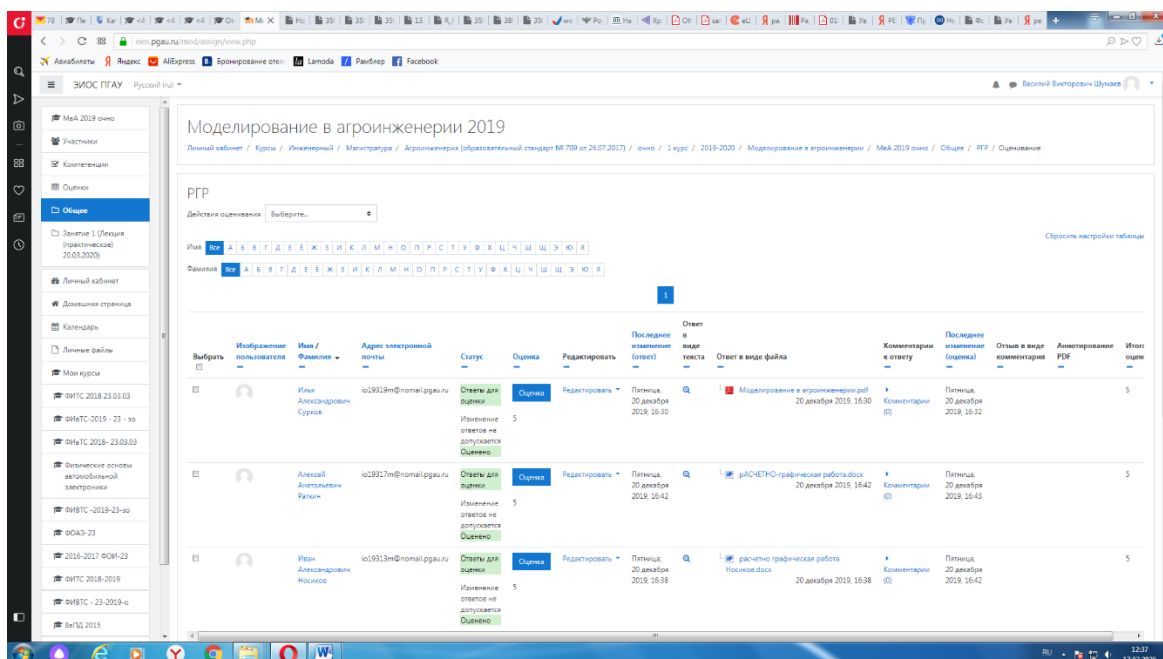 eios.pgau.ru/mod/assign/view.php
Авиабилеты Яндекс AliExpress Бронирование отел Lamoda Рамблер Facebook
ЭИОС ПГАУ Русский (ru)
Василий Викторович Шумаев
МвА 2019 очно
Участники
Компетенции
Оценки
Общее
Занятие 1 (Лекция
(практическое)
20.03.2020)
Личный кабинет
Домашняя страница
Календарь
Личные файлы
Мои курсы
ФИТС 2018 23.03.03
ФИвТС-2019 - 23 - зо
ФИвТС 2018- 23.03.03
Физические основы
автомобильной
электроники
ФИВТС -2019-23-зо
ФОАЭ-23
2016-2017 ФОИ-23
ФИТС 2018-2019
ФИВТС - 23-2019-о
ВеПД 2015
Моделирование в агроинженерии 2019
Личный кабинет / Курсы / Инженерный / Магистратура / Агроинженерия (образовательный стандарт № 709 от 26.07.2017) / очно / 1 курс / 2019-2020 / Моделирование в агроинженерии / МвА 2019 очно / Общее / РГР / Оценивание
РГР
Действия оценивания Выберите...
Сбросить настройки таблицы
Имя Все А Б В Г Д Е Ё Ж З И К Л М Н О П Р С Т У Ф Х Ц Ч Ш Щ Э Ю Я
Фамилия Все А Б В Г Д Е Ё Ж З И К Л М Н О П Р С Т У Ф Х Ц Ч Ш Щ Э Ю Я
1
Выбрать
Изображение
пользователя
Имя /
Фамилия
Адрес электронной
почты
Статус
Оценка
Редактировать
Последнее
изменение
(ответ)
Ответ
в
виде
текста
Ответ в виде файла
Комментарии
к ответу
Последнее
изменение
(оценка)
Отзыв в виде
комментария
Аннотирование
PDF
Итого
оцен
Илья
Александрович
Сурков
io19319m@nomail.pgau.ru
Ответы для
оценки
Изменение
ответов не
допускается
Оценено
Оценка
5
Редактировать
Пятница,
20 декабря
2019, 16:30
Моделирование в агроинженерии.pdf
20 декабря 2019, 16:30
Комментарии
(0)
Пятница,
20 декабря
2019, 16:32
5
Алексей
Анатольевич
Раткин
io19317m@nomail.pgau.ru
Ответы для
оценки
Изменение
ответов не
допускается
Оценено
Оценка
5
Редактировать
Пятница,
20 декабря
2019, 16:42
рАСЧЕТНО-графическая работа.docx
20 декабря 2019, 16:42
Комментарии
(0)
Пятница,
20 декабря
2019, 16:43
5
Иван
Александрович
Носиков
io19313m@nomail.pgau.ru
Ответы для
оценки
Изменение
ответов не
допускается
Оценено
Оценка
5
Редактировать
Пятница,
20 декабря
2019, 16:38
расчетно графическая работа
Носиков.docx
20 декабря 2019, 16:38
Комментарии
(0)
Пятница,
20 декабря
2019, 16:42
5
RU
12:37